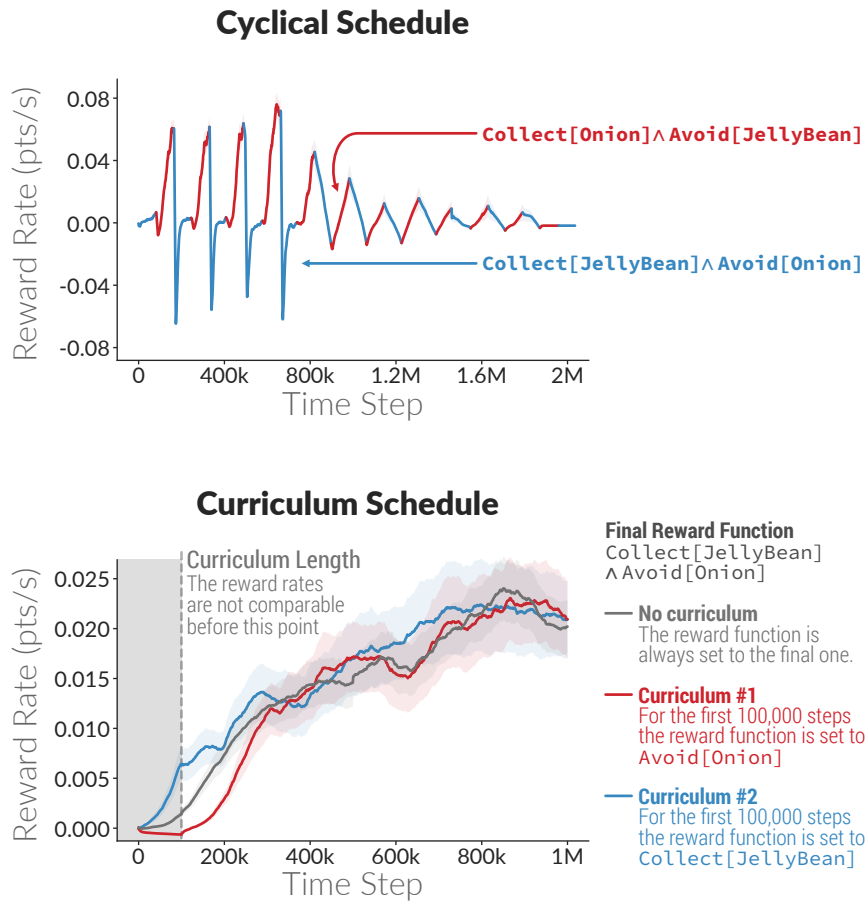 Cyclical Schedule
Reward Rate (pts/s)
0.08
0.04
0.00
-0.04
-0.08
Collect[Onion]∧Avoid[JellyBean]
Collect[JellyBean]∧Avoid[Onion]
0 400k 800k 1.2M 1.6M 2M
Time Step
Curriculum Schedule
Reward Rate (pts/s)
0.025
0.020
0.015
0.010
0.005
0.000
Curriculum Length
The reward rates
are not comparable
before this point
0 200k 400k 600k 800k 1M
Time Step
Final Reward Function
Collect[JellyBean]
∧Avoid[Onion]
No curriculum
The reward function is
always set to the final one.
Curriculum #1
For the first 100,000 steps
the reward function is set to
Avoid[Onion]
Curriculum #2
For the first 100,000 steps
the reward function is set to
Collect[JellyBean]